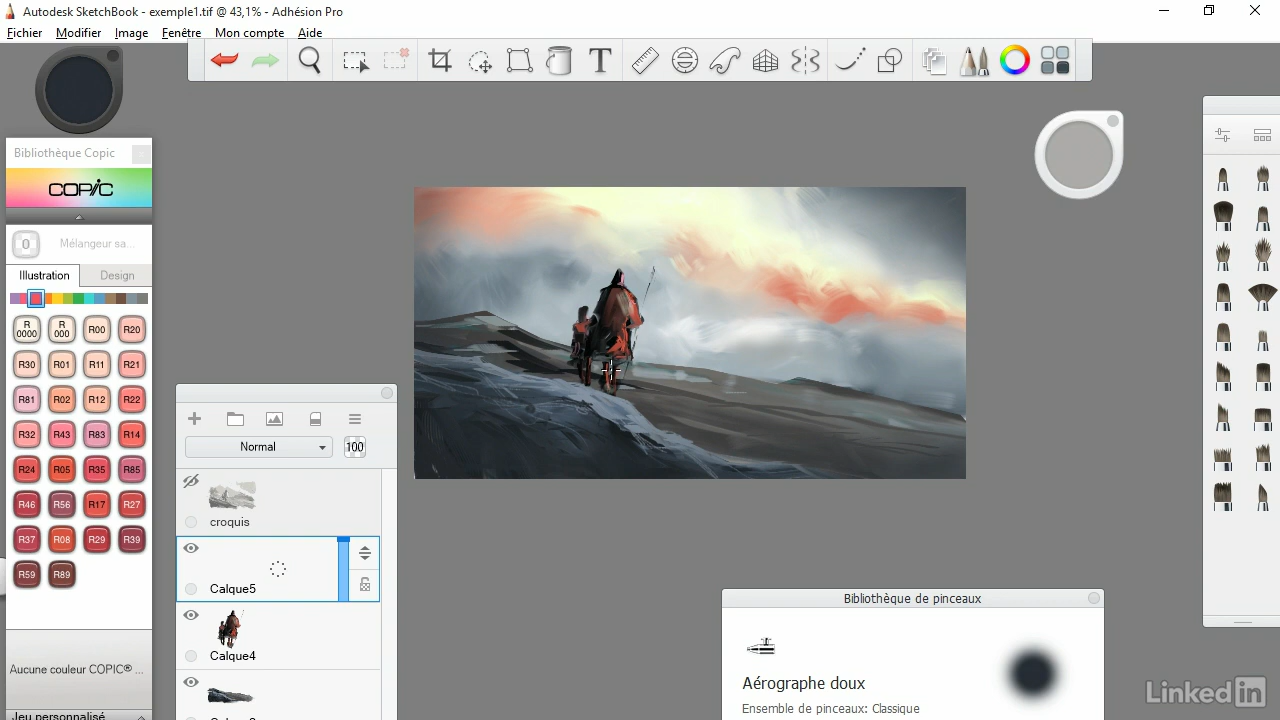 Autodesk SketchBook - exemple1.tif @ 43,1% - Adhésion Pro
Fichier Modifier Image Fenêtre Mon compte Aide
T
Bibliothèque Copic
COPIC
0 Mélangeur sa...
Illustration Design
R0000 R000 R00 R20
R30 R01 R11 R21
R81 R02 R12 R22
R32 R43 R83 R14
R24 R05 R35 R85
R46 R56 R17 R27
R37 R08 R29 R39
R59 R89
Aucune couleur COPIC® ...
Jeu personnalisé
Normal 100
croquis
Calque5
Calque4
Bibliothèque de pinceaux
Aérographe doux
Ensemble de pinceaux: Classique
LinkedIn